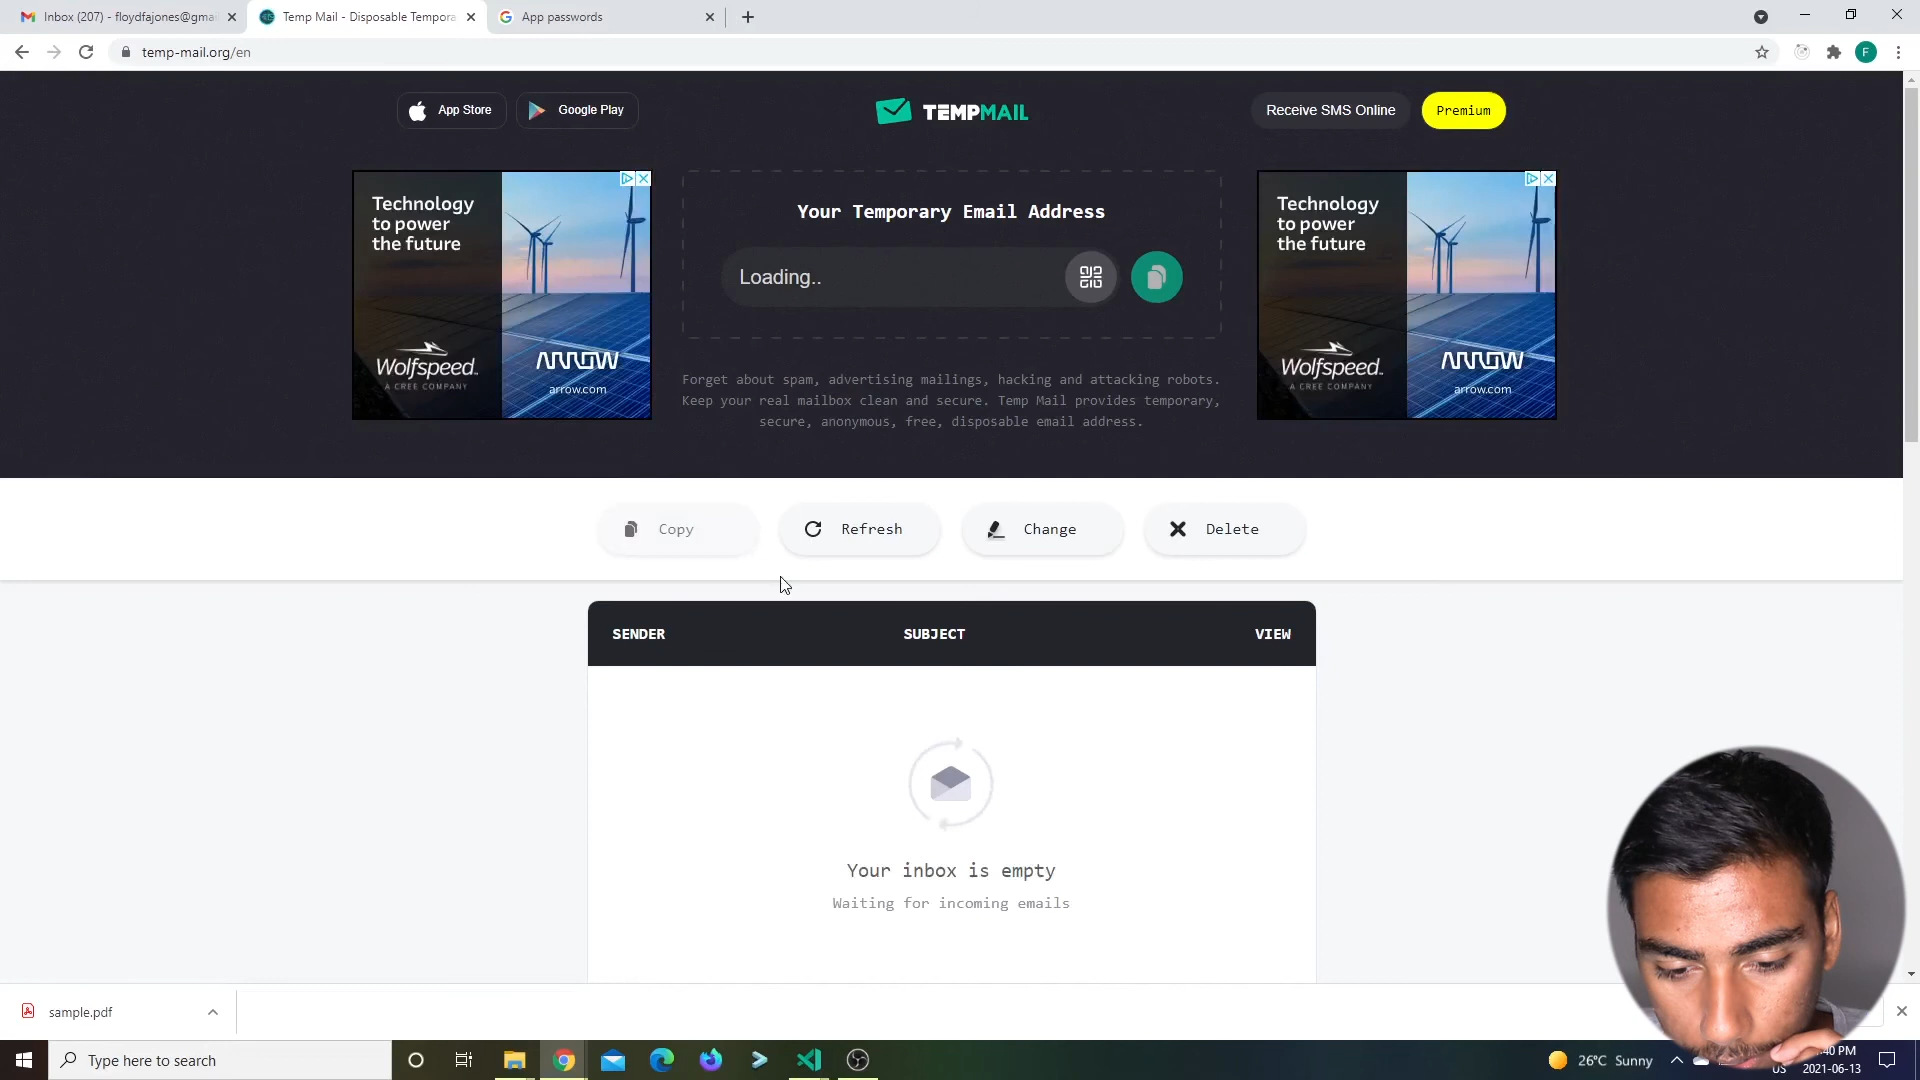 Inbox (207) - floydfajones@gma
Temp Mail - Disposable Tempora
App passwords
temp-mail.org/en
App Store
Google Play
TEMPMAIL
Receive SMS Online
Premium
Technology
to power
the future
Wolfspeed
A CREE COMPANY
ARROW
arrow.com
Your Temporary Email Address
Loading..
Technology
to power
the future
Wolfspeed
A CREE COMPANY
ARROW
arrow.com
Forget about spam, advertising mailings, hacking and attacking robots.
Keep your real mailbox clean and secure. Temp Mail provides temporary,
secure, anonymous, free, disposable email address.
Copy
Refresh
Change
Delete
SENDER
SUBJECT
VIEW
Your inbox is empty
Waiting for incoming emails
sample.pdf
Type here to search
26°C Sunny
US
:40 PM
2021-06-13
F